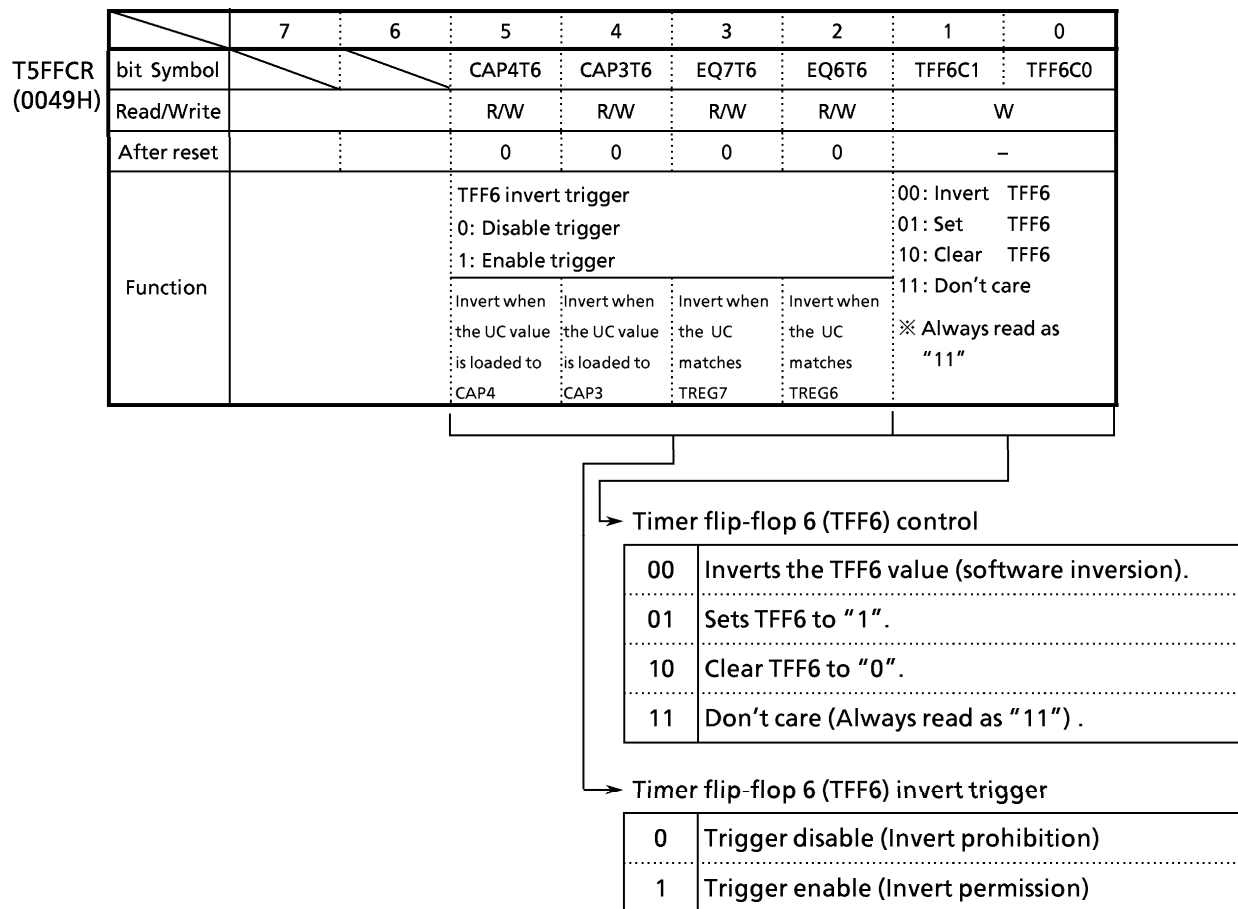 7 6 5 4 3 2 1 0
T5FFCR
(0049H)
bit Symbol CAP4T6 CAP3T6 EQ7T6 EQ6T6 TFF6C1 TFF6C0
Read/Write R/W R/W R/W R/W W
After reset 0 0 0 0 –
Function
TFF6 invert trigger
0: Disable trigger
1: Enable trigger
Invert when the UC value is loaded to CAP4
Invert when the UC value is loaded to CAP3
Invert when the UC matches TREG7
Invert when the UC matches TREG6
00: Invert TFF6
01: Set TFF6
10: Clear TFF6
11: Don't care
※ Always read as
"11"
Timer flip-flop 6 (TFF6) control
00 Inverts the TFF6 value (software inversion).
01 Sets TFF6 to "1".
10 Clear TFF6 to "0".
11 Don't care (Always read as "11") .
Timer flip-flop 6 (TFF6) invert trigger
0 Trigger disable (Invert prohibition)
1 Trigger enable (Invert permission)